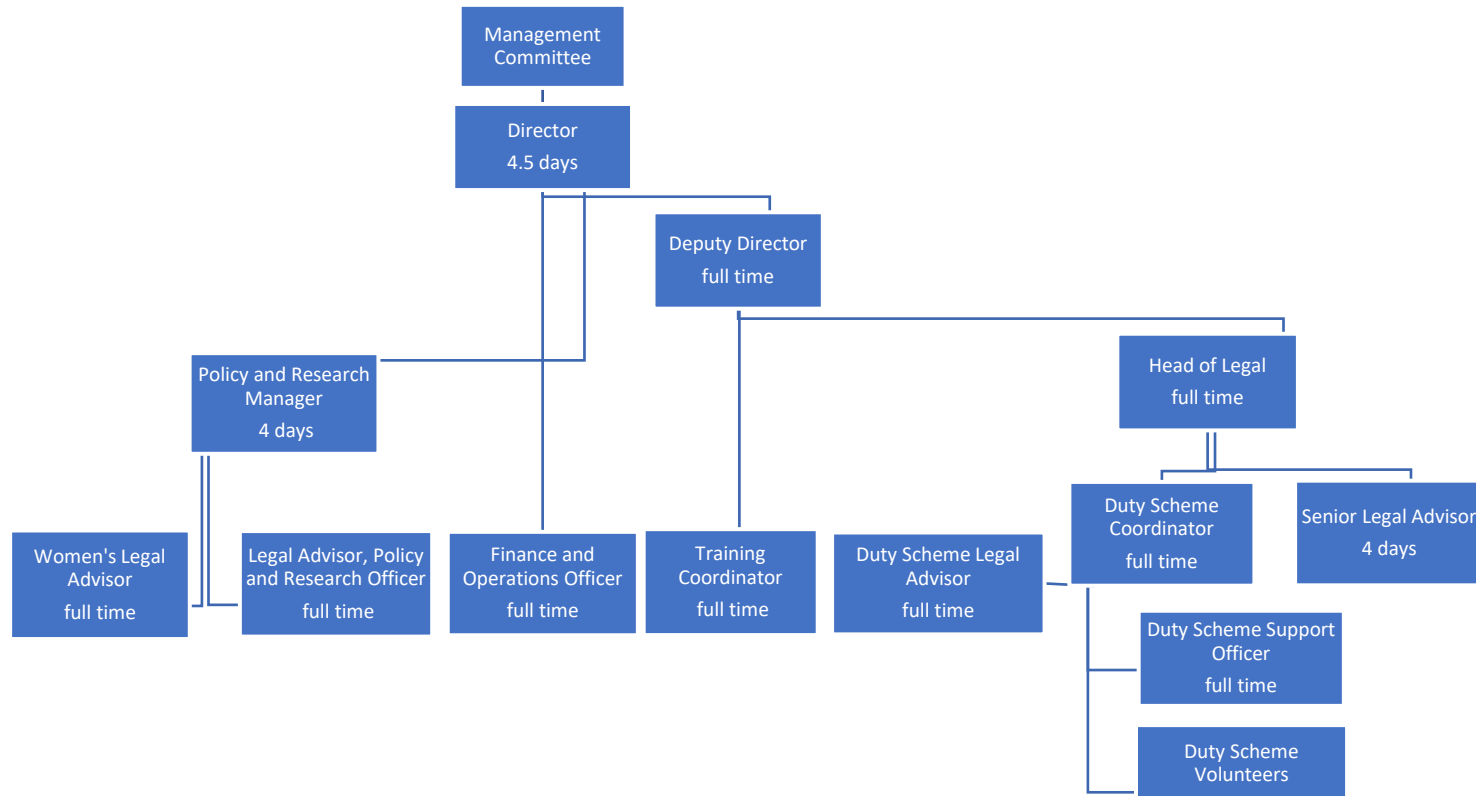 Management
Committee
Director
4.5 days
Deputy Director
full time
Policy and Research
Manager
4 days
Head of Legal
full time
Women's Legal
Advisor
full time
Legal Advisor, Policy
and Research Officer
full time
Finance and
Operations Officer
full time
Training
Coordinator
full time
Duty Scheme Legal
Advisor
full time
Duty Scheme
Coordinator
full time
Senior Legal Advisor
4 days
Duty Scheme Support
Officer
full time
Duty Scheme
Volunteers